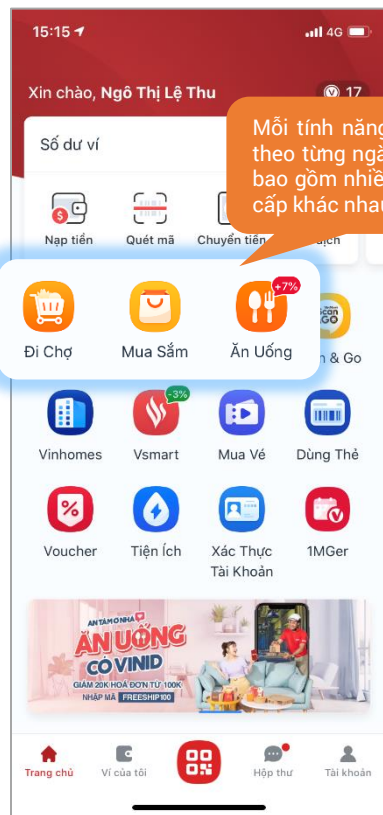 15:15
4G
Xin chào, Ngô Thị Lệ Thu
17
Mỗi tính năng
theo từng ngà
bao gồm nhiề
cấp khác nhau
Số dư ví
Nạp tiền
Quét mã
Chuyển tiền
dịch
+7%
Đi Chợ
Mua Sắm
Ăn Uống
Scan
GO
n & Go
-3%
Vinhomes
Vsmart
Mua Vé
Dùng Thẻ
Voucher
Tiện Ích
Xác Thực
Tài Khoản
1MGer
ĂN TẠM Ở NHÀ
ĂN UỐNG
CÓ VINID
GIẢM 20K HOÁ ĐƠN TỪ 100K
NHẬP MÃ FREESHIP100
Trang chủ
Ví của tôi
Hộp thư
Tài khoản